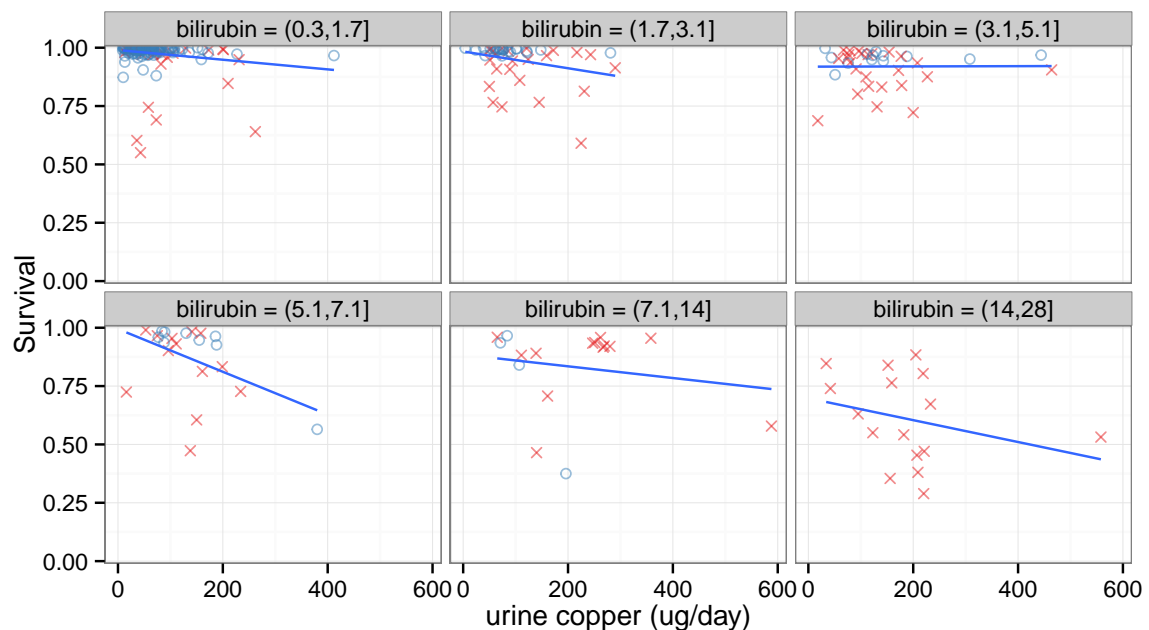 bilirubin = (0.3,1.7]
bilirubin = (1.7,3.1]
bilirubin = (3.1,5.1]
1.00
0.75
0.50
0.25
0.00
bilirubin = (5.1,7.1]
bilirubin = (7.1,14]
bilirubin = (14,28]
1.00
0.75
0.50
0.25
0.00
0 200 400 600
0 200 400 600
0 200 400 600
Survival
urine copper (ug/day)